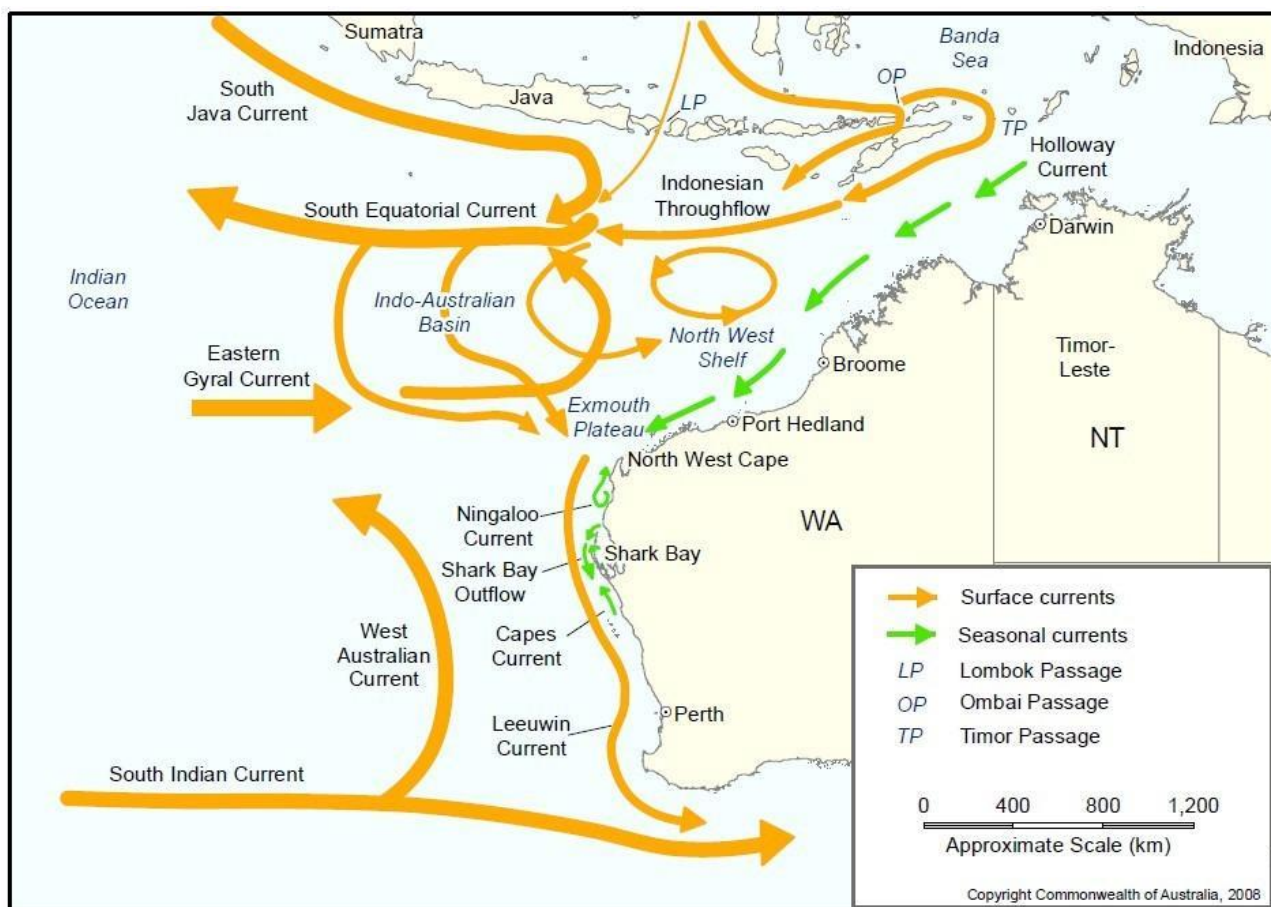 Sumatra
Banda
Sea
Indonesia
South
Java Current
Java
LP
OP
TP
Holloway
Current
Indonesian
Throughflow
South Equatorial Current
Darwin
Indian
Ocean
Indo-Australian
Basin
North West
Shelf
Timor-
Leste
Eastern
Gyral Current
Broome
Exmouth
Plateau
Port Hedland
NT
North West Cape
Ningaloo
Current
WA
Shark Bay
Shark Bay
Outflow
West
Australian
Current
Capes
Current
Leeuwin
Current
Perth
South Indian Current
Surface currents
Seasonal currents
LP Lombok Passage
OP Ombai Passage
TP Timor Passage
0 400 800 1,200
Approximate Scale (km)
Copyright Commonwealth of Australia, 2008